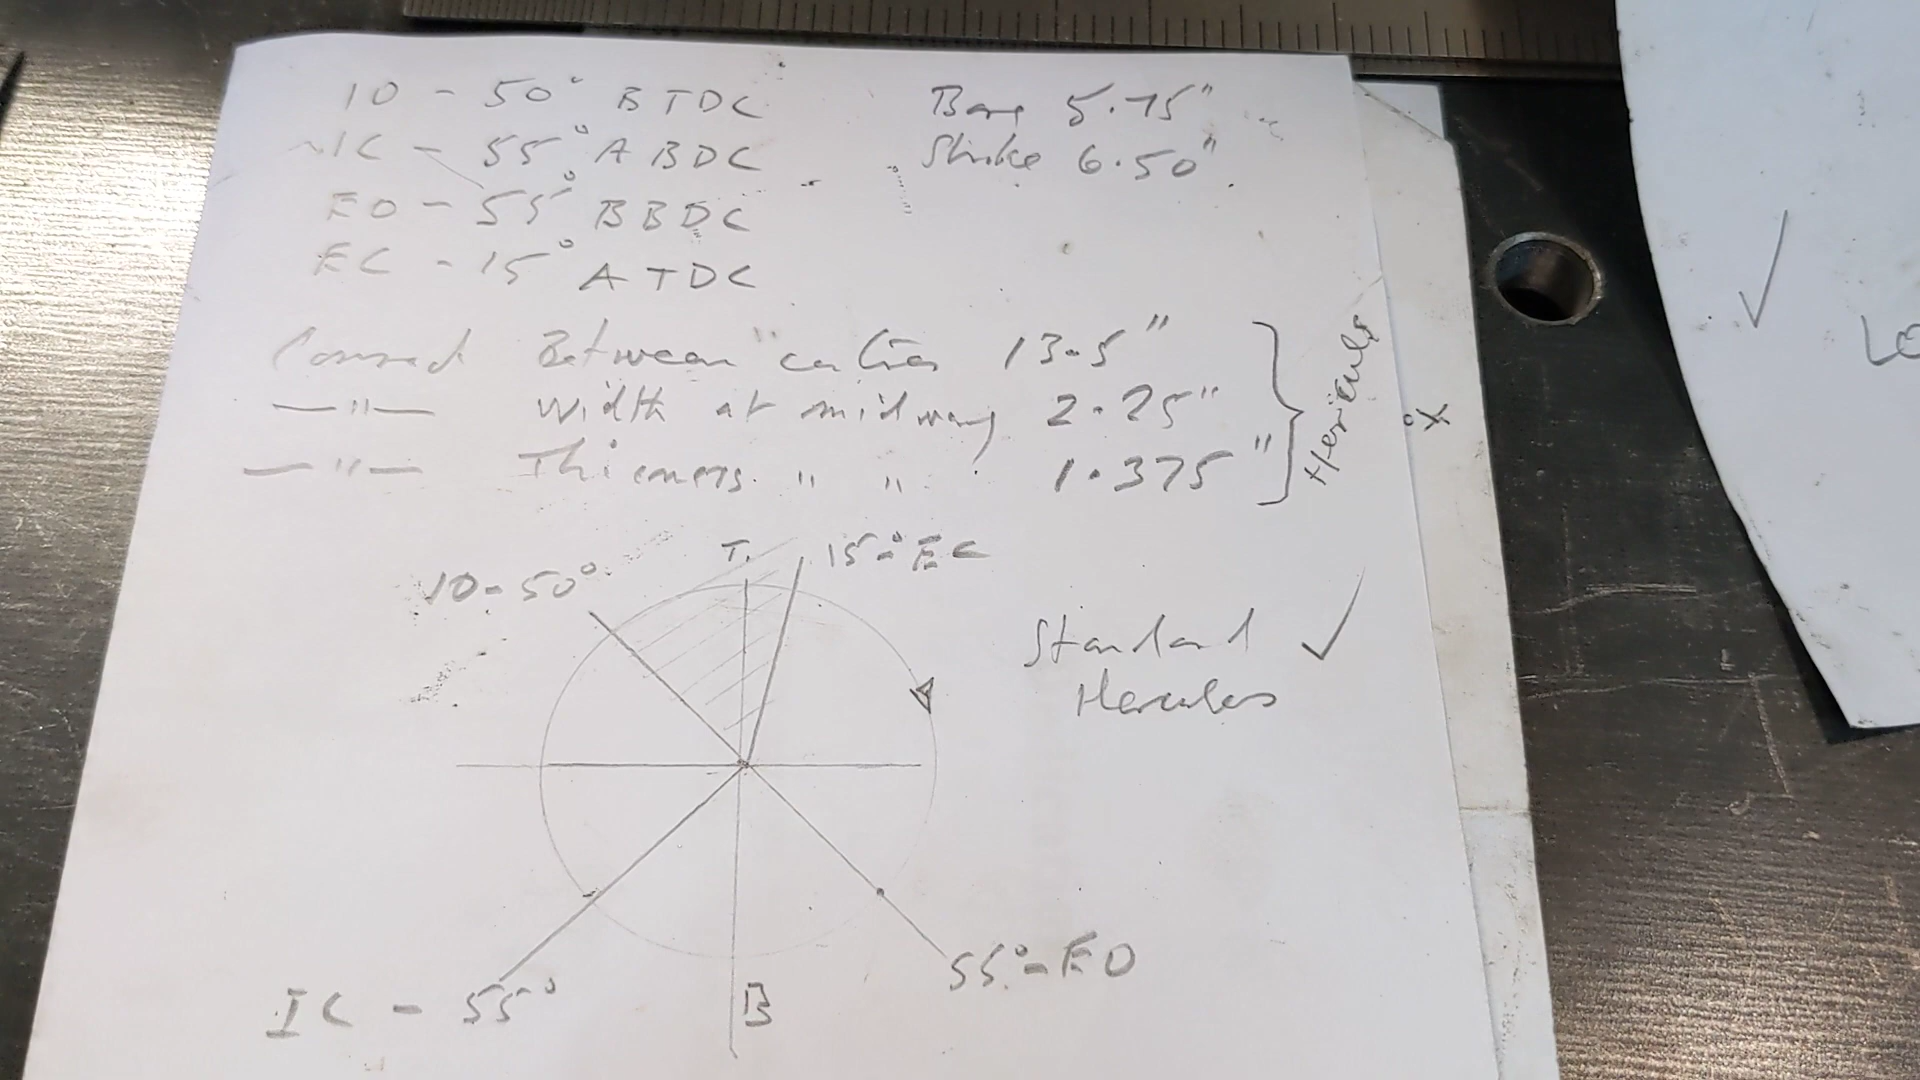 IO - 50° BTDC
IC - 55° ABDC
EO - 55° BBDC
EC - 15° ATDC
Bore 5.75"
Stroke 6.50"
Conrod Between centres 13.5"
—"— Width at midway 2.25"
—"— Thickness " " 1.375"
Hercules
T.
15° EC
IO - 50°
Standard ✓
Hercules
55° - EO
IC - 55°
B